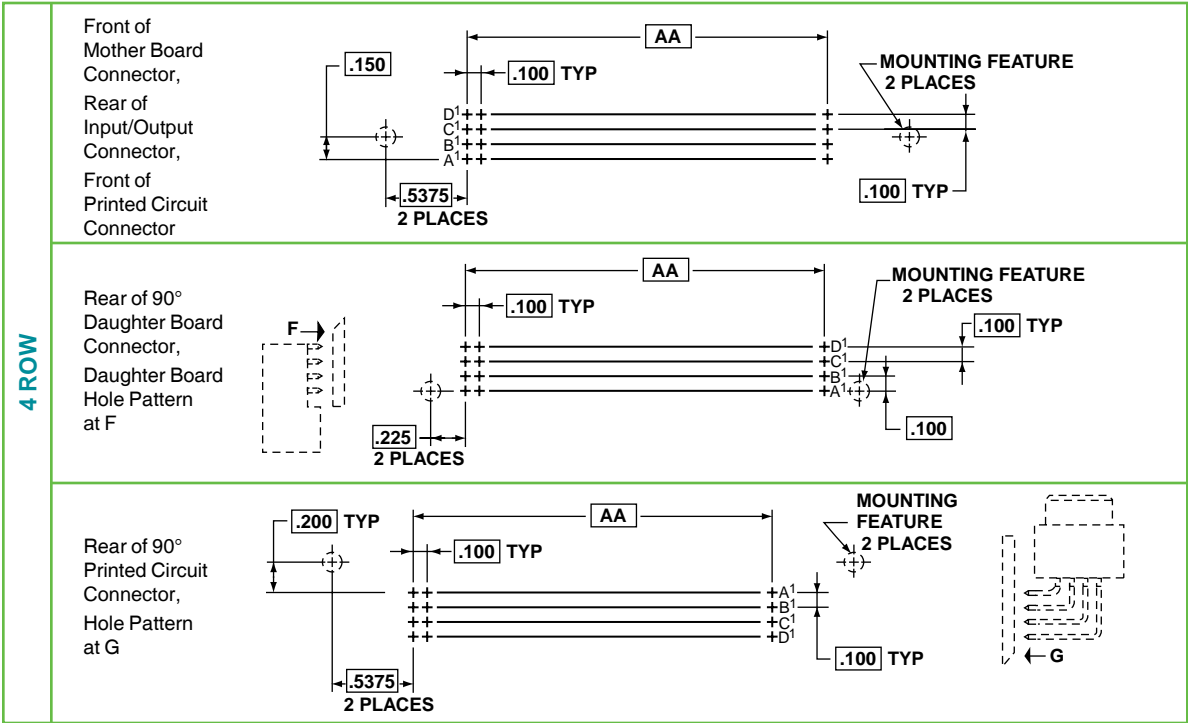 4 ROW
Front of
Mother Board
Connector,
Rear of
Input/Output
Connector,
Front of
Printed Circuit
Connector
.150
AA
.100 TYP
MOUNTING FEATURE
2 PLACES
D1
C1
B1
A1
.5375
2 PLACES
.100 TYP
Rear of 90°
Daughter Board
Connector,
Daughter Board
Hole Pattern
at F
F
AA
.100 TYP
MOUNTING FEATURE
2 PLACES
.100 TYP
D1
C1
B1
A1
.225
2 PLACES
.100
Rear of 90°
Printed Circuit
Connector,
Hole Pattern
at G
.200 TYP
AA
.100 TYP
MOUNTING
FEATURE
2 PLACES
A1
B1
C1
D1
.100 TYP
.5375
2 PLACES
G